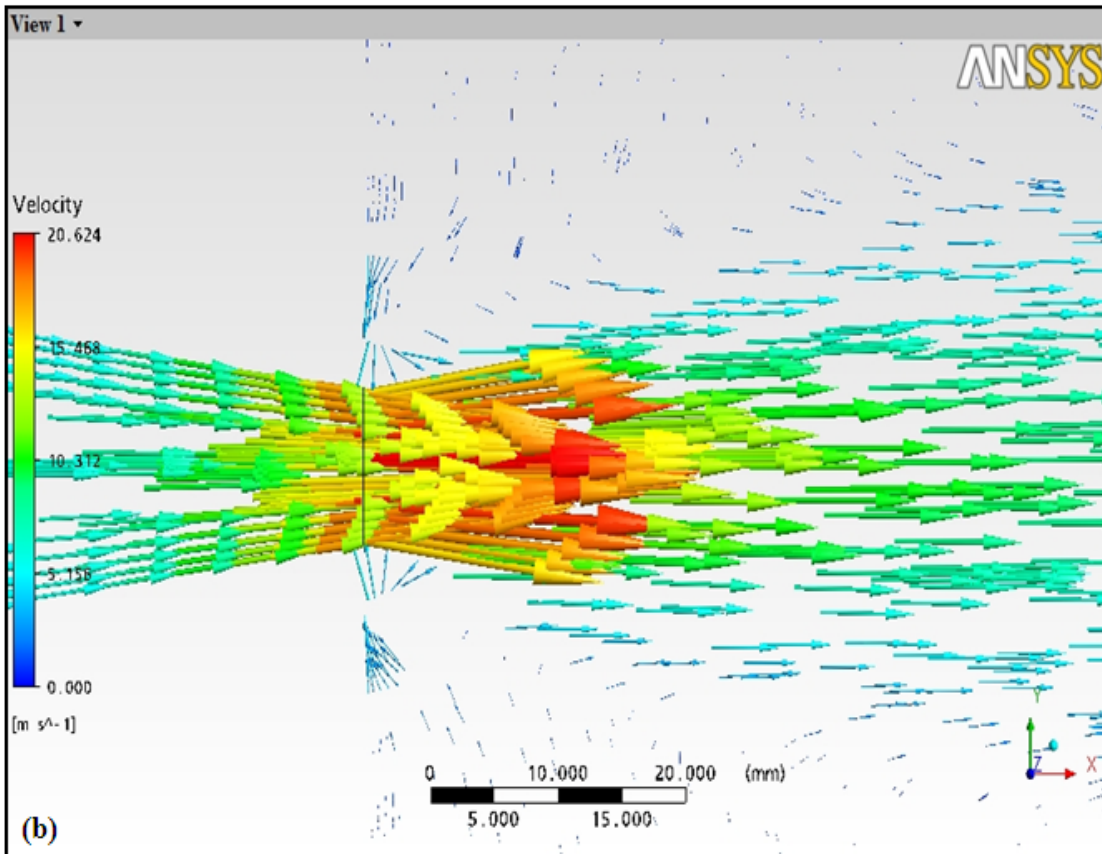 View 1
ANSYS
Velocity
20.624
15.468
10.312
5.156
0.000
[m s^-1]
Y
Z
X
0 10.000 20.000 (mm)
5.000 15.000
(b)